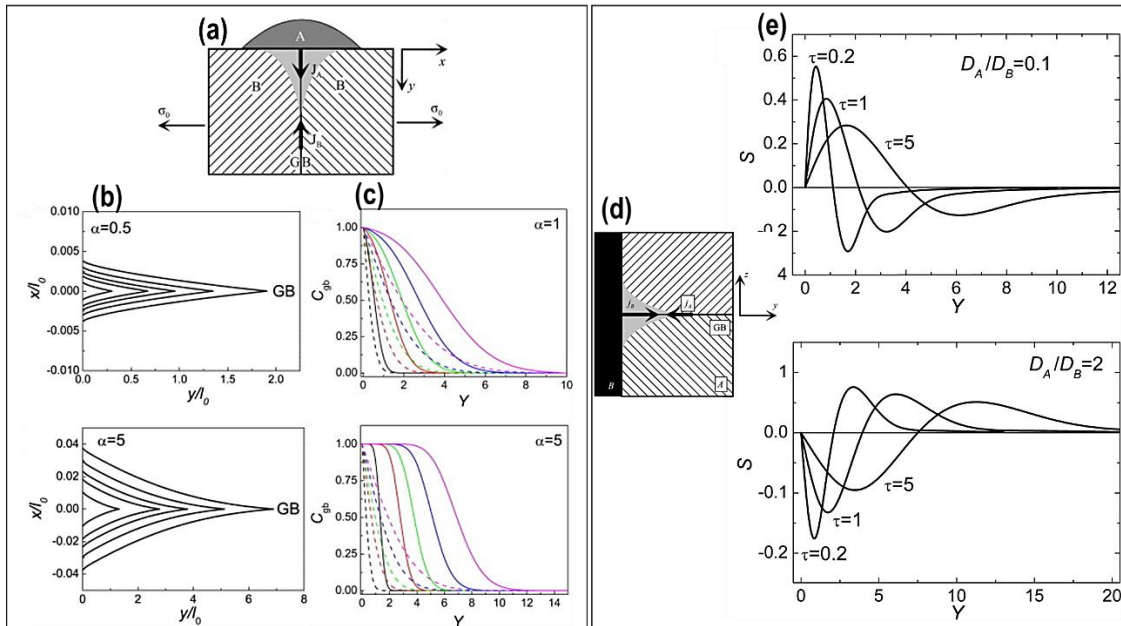 (a)
A
J_A
x
y
B
B
σ₀
σ₀
J_B
GB
(b)
α=0.5
x/l₀
0.010
0.005
0.000
-0.005
-0.010
GB
0.0 0.5 1.0 1.5 2.0
y/l₀
α=5
x/l₀
0.04
0.02
0.00
-0.02
-0.04
GB
0 2 4 6 8
y/l₀
(c)
α=1
C_gb
1.00
0.75
0.50
0.25
0.00
0 2 4 6 8 10
Y
α=5
C_gb
1.00
0.75
0.50
0.25
0.00
0 5 10 15
Y
(d)
z
y
J_B
J_A
GB
B
A
(e)
τ=0.2
D_A/D_B=0.1
τ=1
τ=5
S
0.6
0.4
0.2
0.0
-0.2
4
0 2 4 6 8 10 12
Y
D_A/D_B=2
S
1
0.0
-0.1
-0.2
τ=5
τ=1
τ=0.2
0 5 10 15 20
Y